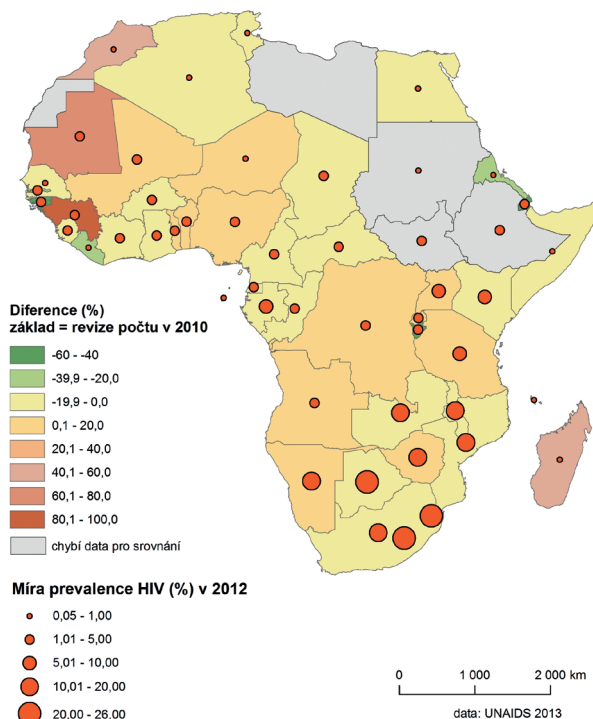 Diference (%)
základ = revize počtu v 2010
-60 - -40
-39,9 - -20,0
-19,9 - 0,0
0,1 - 20,0
20,1 - 40,0
40,1 - 60,0
60,1 - 80,0
80,1 - 100,0
chybí data pro srovnání
Míra prevalence HIV (%) v 2012
0,05 - 1,00
1,01 - 5,00
5,01 - 10,00
10,01 - 20,00
20.00 - 26.00
0 1 000 2 000 km
data: UNAIDS 2013